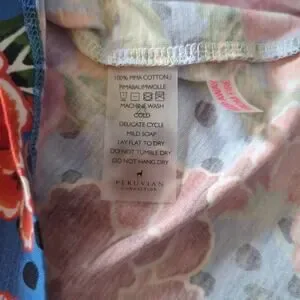 100% PIMA COTTON /
PIMABAUMWOLLE
MACHINE WASH
COLD
DELICATE CYCLE
MILD SOAP
LAY FLAT TO DRY
DO NOT TUMBLE DRY
DO NOT HANG DRY
PERUVIAN
CONNECTION